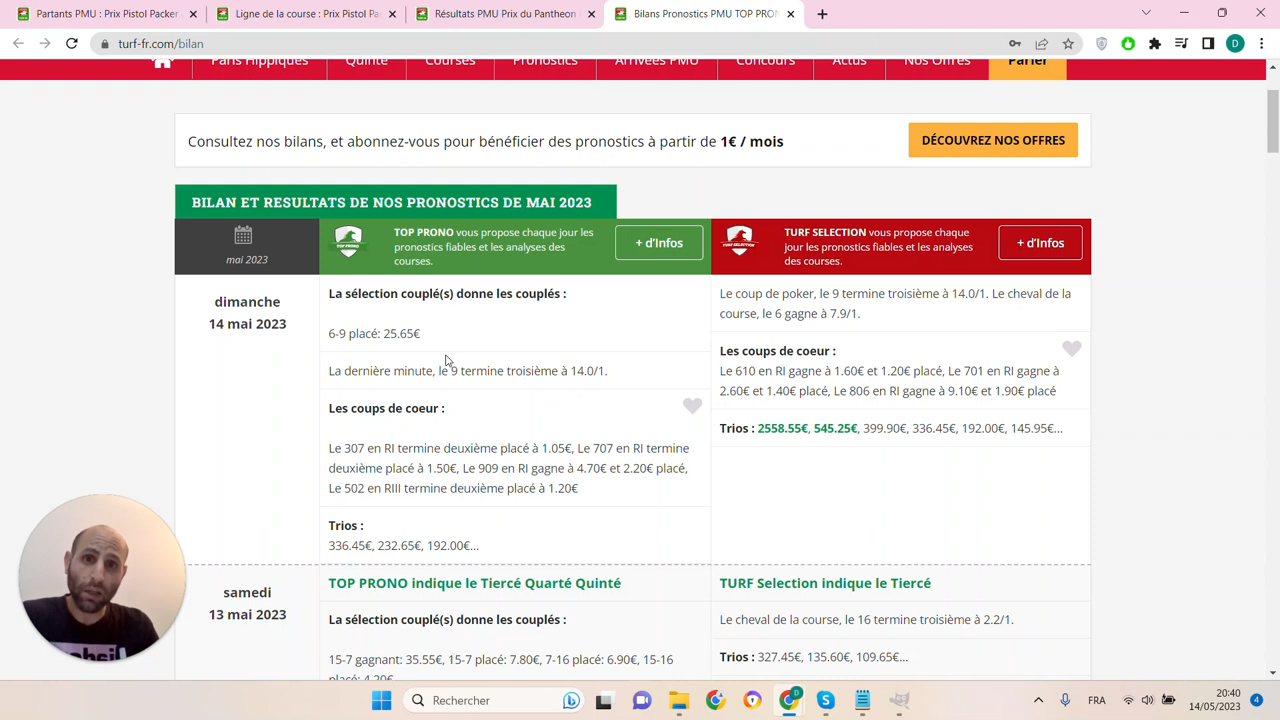 Partants PMU : Prix Pistol Packer
Ligne de la course : Prix Pistol Pa
Résultats PMU Prix du Pantheon
Bilans Pronostics PMU TOP PRON
turf-fr.com/bilan
D
Paris Hippiques
Quinté
Courses
Pronostics
Arrivées PMU
Concours
Actus
Nos Offres
Parier
Consultez nos bilans, et abonnez-vous pour bénéficier des pronostics à partir de 1€ / mois
DÉCOUVREZ NOS OFFRES
BILAN ET RESULTATS DE NOS PRONOSTICS DE MAI 2023
mai 2023
TOP PRONO
TOP PRONO vous propose chaque jour les
pronostics fiables et les analyses des
courses.
+ d'Infos
TURF SELECTION
TURF SELECTION vous propose chaque
jour les pronostics fiables et les analyses
des courses.
+ d'Infos
dimanche
14 mai 2023
La sélection couplé(s) donne les couplés :
6-9 placé: 25.65€
La dernière minute, le 9 termine troisième à 14.0/1.
Les coups de coeur :
Le 307 en RI termine deuxième placé à 1.05€, Le 707 en RI termine
deuxième placé à 1.50€, Le 909 en RI gagne à 4.70€ et 2.20€ placé,
Le 502 en RIII termine deuxième placé à 1.20€
Trios :
336.45€, 232.65€, 192.00€...
Le coup de poker, le 9 termine troisième à 14.0/1. Le cheval de la
course, le 6 gagne à 7.9/1.
Les coups de coeur :
Le 610 en RI gagne à 1.60€ et 1.20€ placé, Le 701 en RI gagne à
2.60€ et 1.40€ placé, Le 806 en RI gagne à 9.10€ et 1.90€ placé
Trios : 2558.55€, 545.25€, 399.90€, 336.45€, 192.00€, 145.95€...
samedi
13 mai 2023
TOP PRONO indique le Tiercé Quarté Quinté
La sélection couplé(s) donne les couplés :
15-7 gagnant: 35.55€, 15-7 placé: 7.80€, 7-16 placé: 6.90€, 15-16
placé: 4.20€
TURF Selection indique le Tiercé
Le cheval de la course, le 16 termine troisième à 2.2/1.
Trios : 327.45€, 135.60€, 109.65€...
Rechercher
FRA
20:40
14/05/2023
4